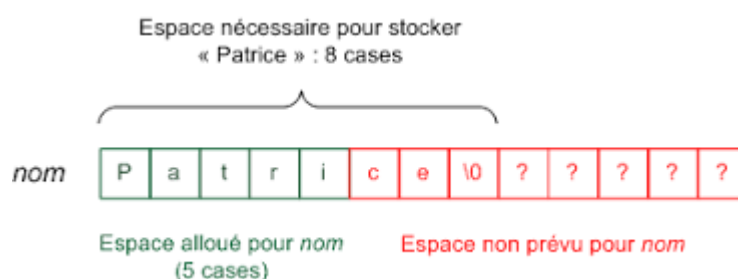 Espace nécessaire pour stocker
« Patrice » : 8 cases
nom P a t r i c e \0 ? ? ? ? ?
Espace alloué pour nom Espace non prévu pour nom
(5 cases)